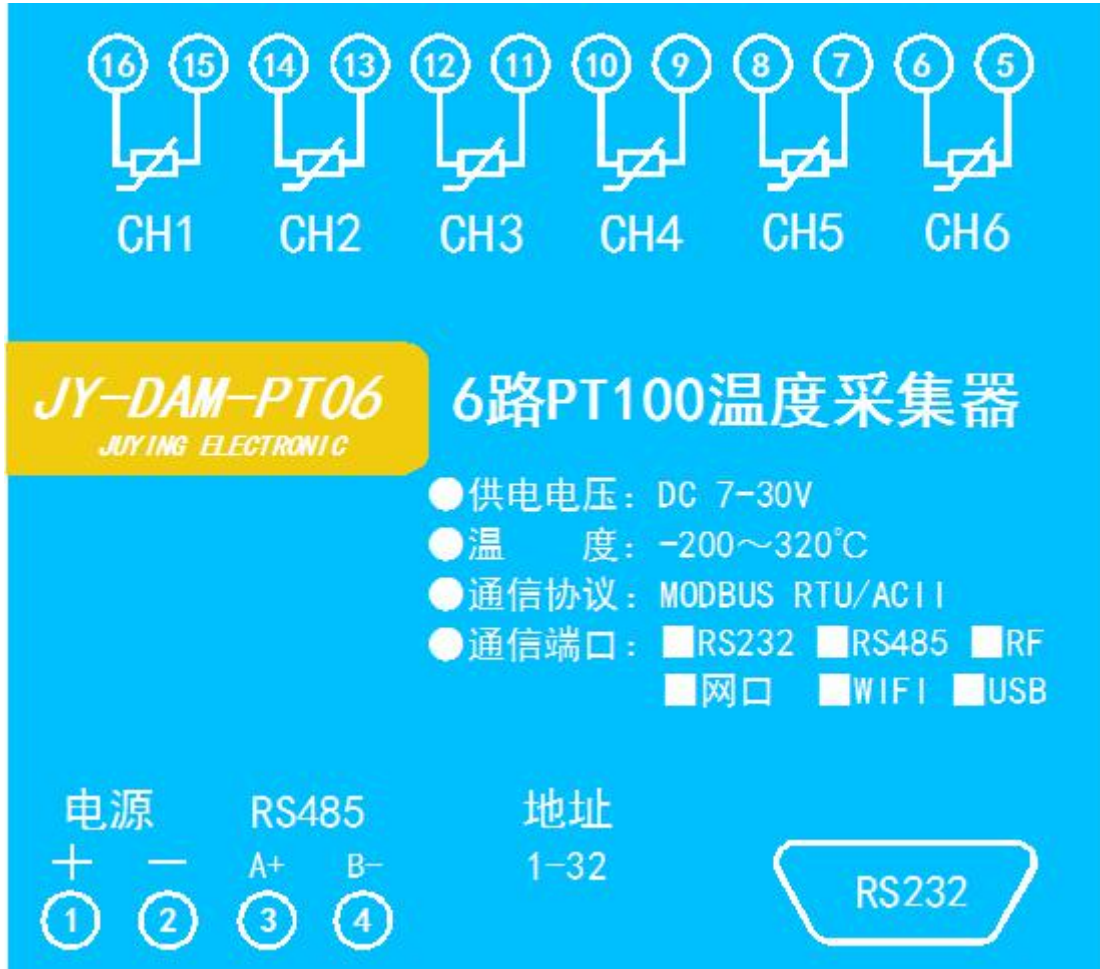 16 15 14 13 12 11 10 9 8 7 6 5
CH1 CH2 CH3 CH4 CH5 CH6
JY-DAM-PT06
JUYING ELECTRONIC
6路PT100温度采集器
●供电电压：DC 7-30V
●温 度：-200～320℃
●通信协议：MODBUS RTU/ACII
●通信端口：■RS232 ■RS485 ■RF
■网口 ■WIFI ■USB
电源 RS485 地址
+ - A+ B- 1-32
1 2 3 4
RS232